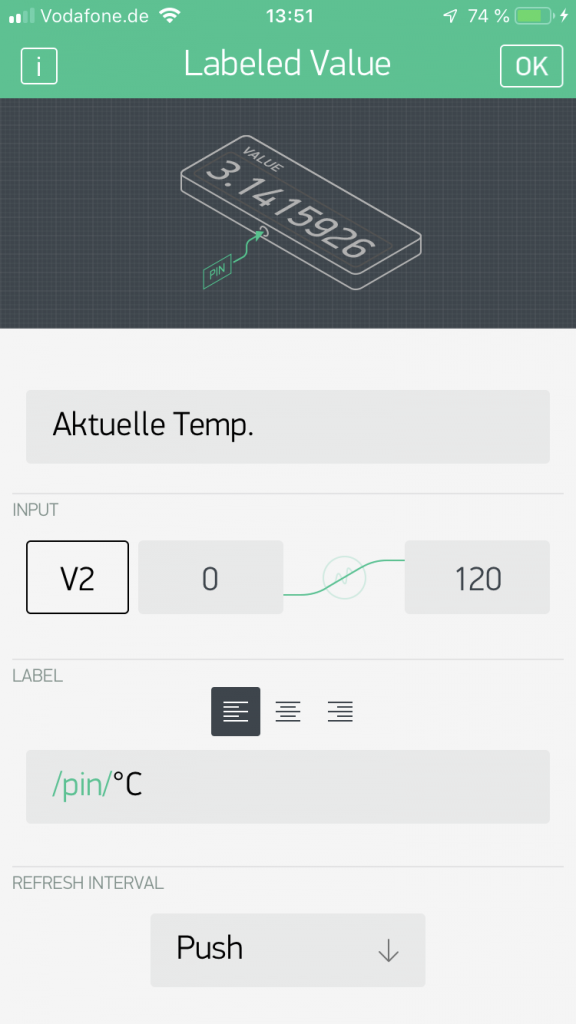 Vodafone.de 13:51 74 %
i Labeled Value OK
VALUE
3.1415926
PIN
Aktuelle Temp.
INPUT
V2 0 120
LABEL
/pin/°C
REFRESH INTERVAL
Push